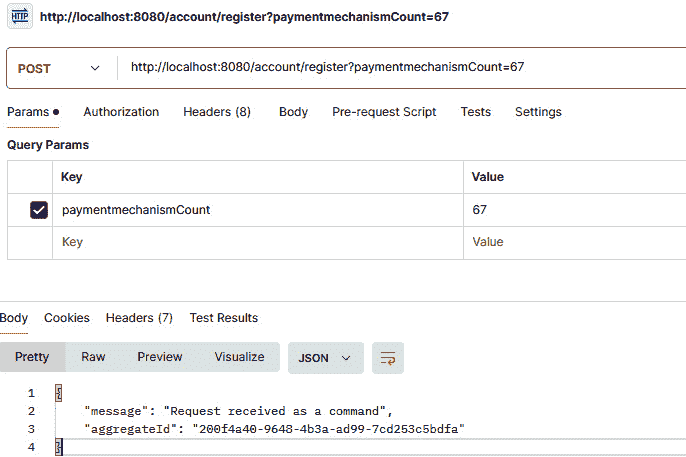 HTTP http://localhost:8080/account/register?paymentmechanismCount=67
POST http://localhost:8080/account/register?paymentmechanismCount=67
Params Authorization Headers (8) Body Pre-request Script Tests Settings
Query Params
Key Value
paymentmechanismCount 67
Key Value
Body Cookies Headers (7) Test Results
Pretty Raw Preview Visualize JSON
1 {
2 "message": "Request received as a command",
3 "aggregateId": "200f4a40-9648-4b3a-ad99-7cd253c5bdfa"
4 }